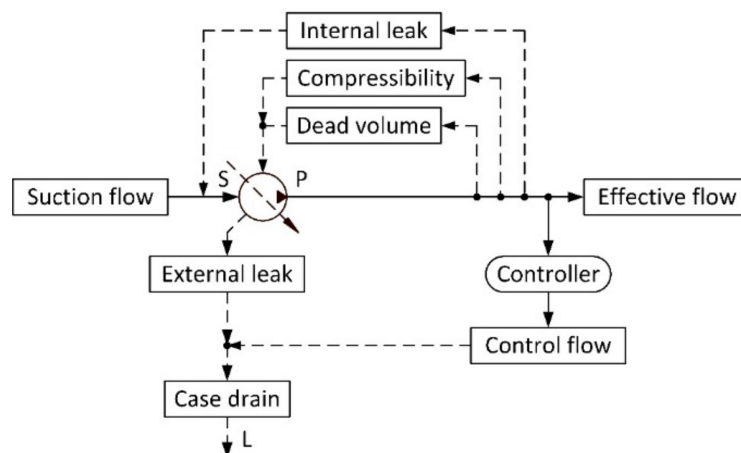 Internal leak
Compressibility
Dead volume
S
P
Suction flow
Effective flow
External leak
Controller
Control flow
Case drain
L